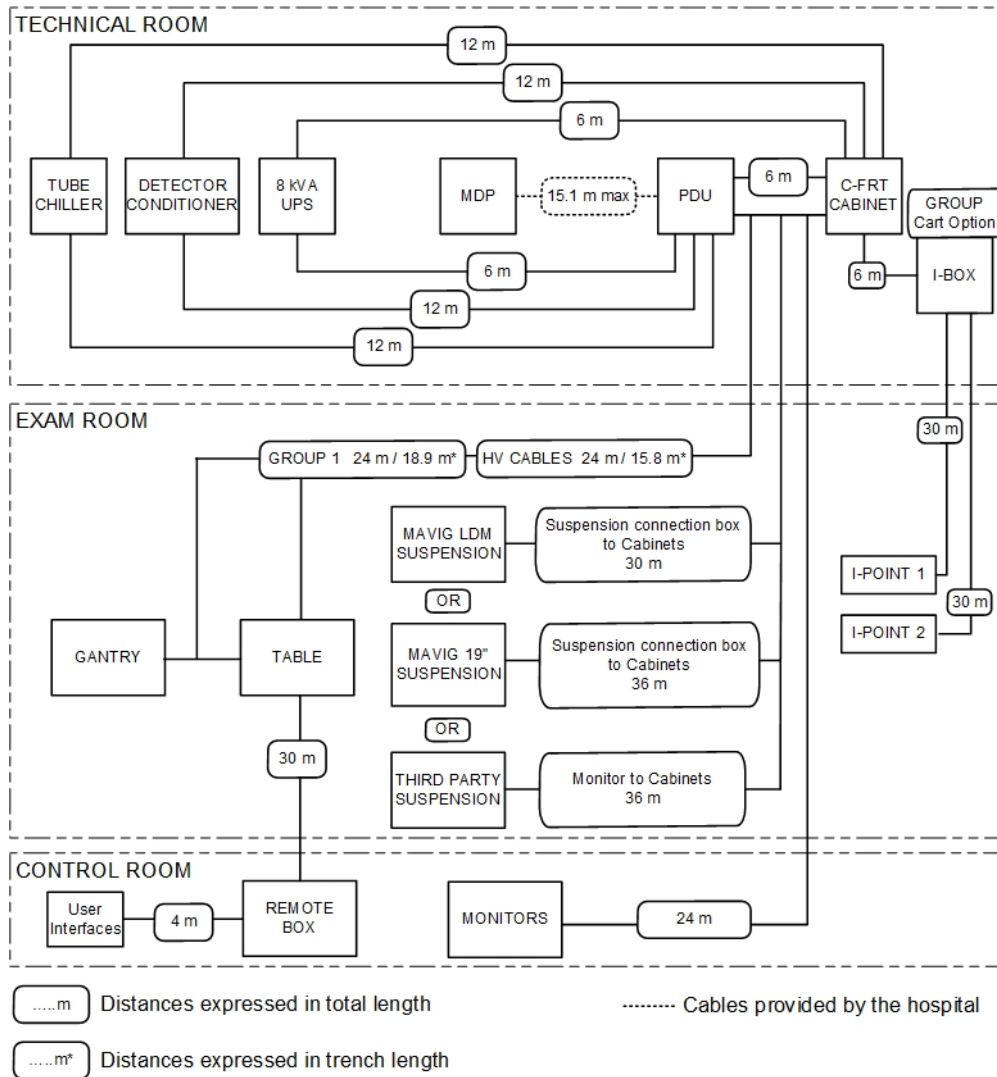 TECHNICAL ROOM
12 m
12 m
6 m
TUBE
CHILLER
DETECTOR
CONDITIONER
8 kVA
UPS
MDP
15.1 m max
PDU
6 m
C-FRT
CABINET
GROUP
Cart Option
6 m
I-BOX
6 m
12 m
12 m
EXAM ROOM
30 m
GROUP 1 24 m / 18.9 m*
HV CABLES 24 m / 15.8 m*
MAVIG LDM
SUSPENSION
Suspension connection box
to Cabinets
30 m
OR
I-POINT 1
30 m
I-POINT 2
GANTRY
TABLE
MAVIG 19"
SUSPENSION
Suspension connection box
to Cabinets
36 m
OR
30 m
THIRD PARTY
SUSPENSION
Monitor to Cabinets
36 m
CONTROL ROOM
User
Interfaces
4 m
REMOTE
BOX
MONITORS
24 m
.....m Distances expressed in total length
-------- Cables provided by the hospital
.....m* Distances expressed in trench length